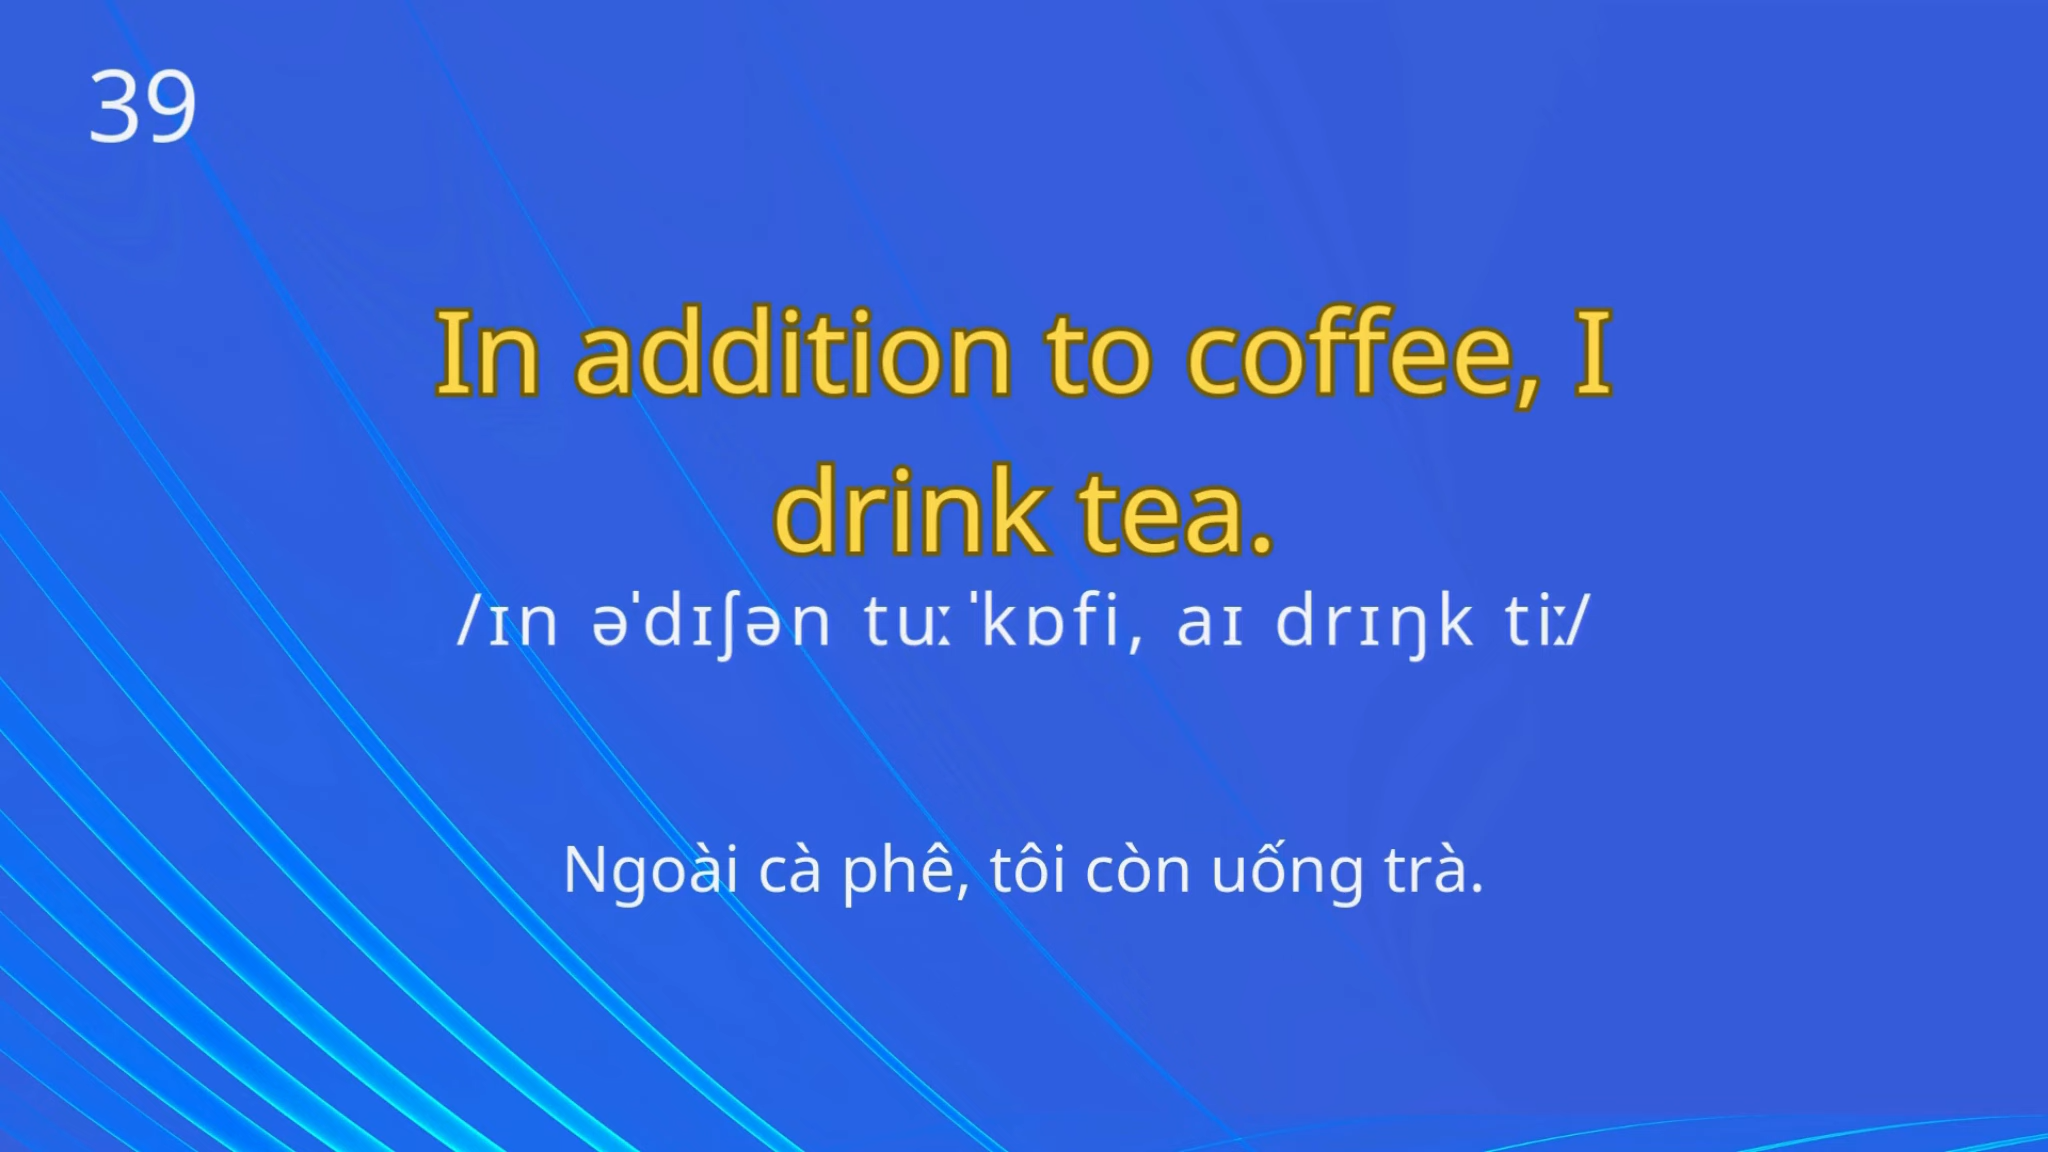 39
In addition to coffee, I
drink tea.
/ɪn əˈdɪʃən tuː ˈkɒfi, aɪ drɪŋk tiː/
Ngoài cà phê, tôi còn uống trà.